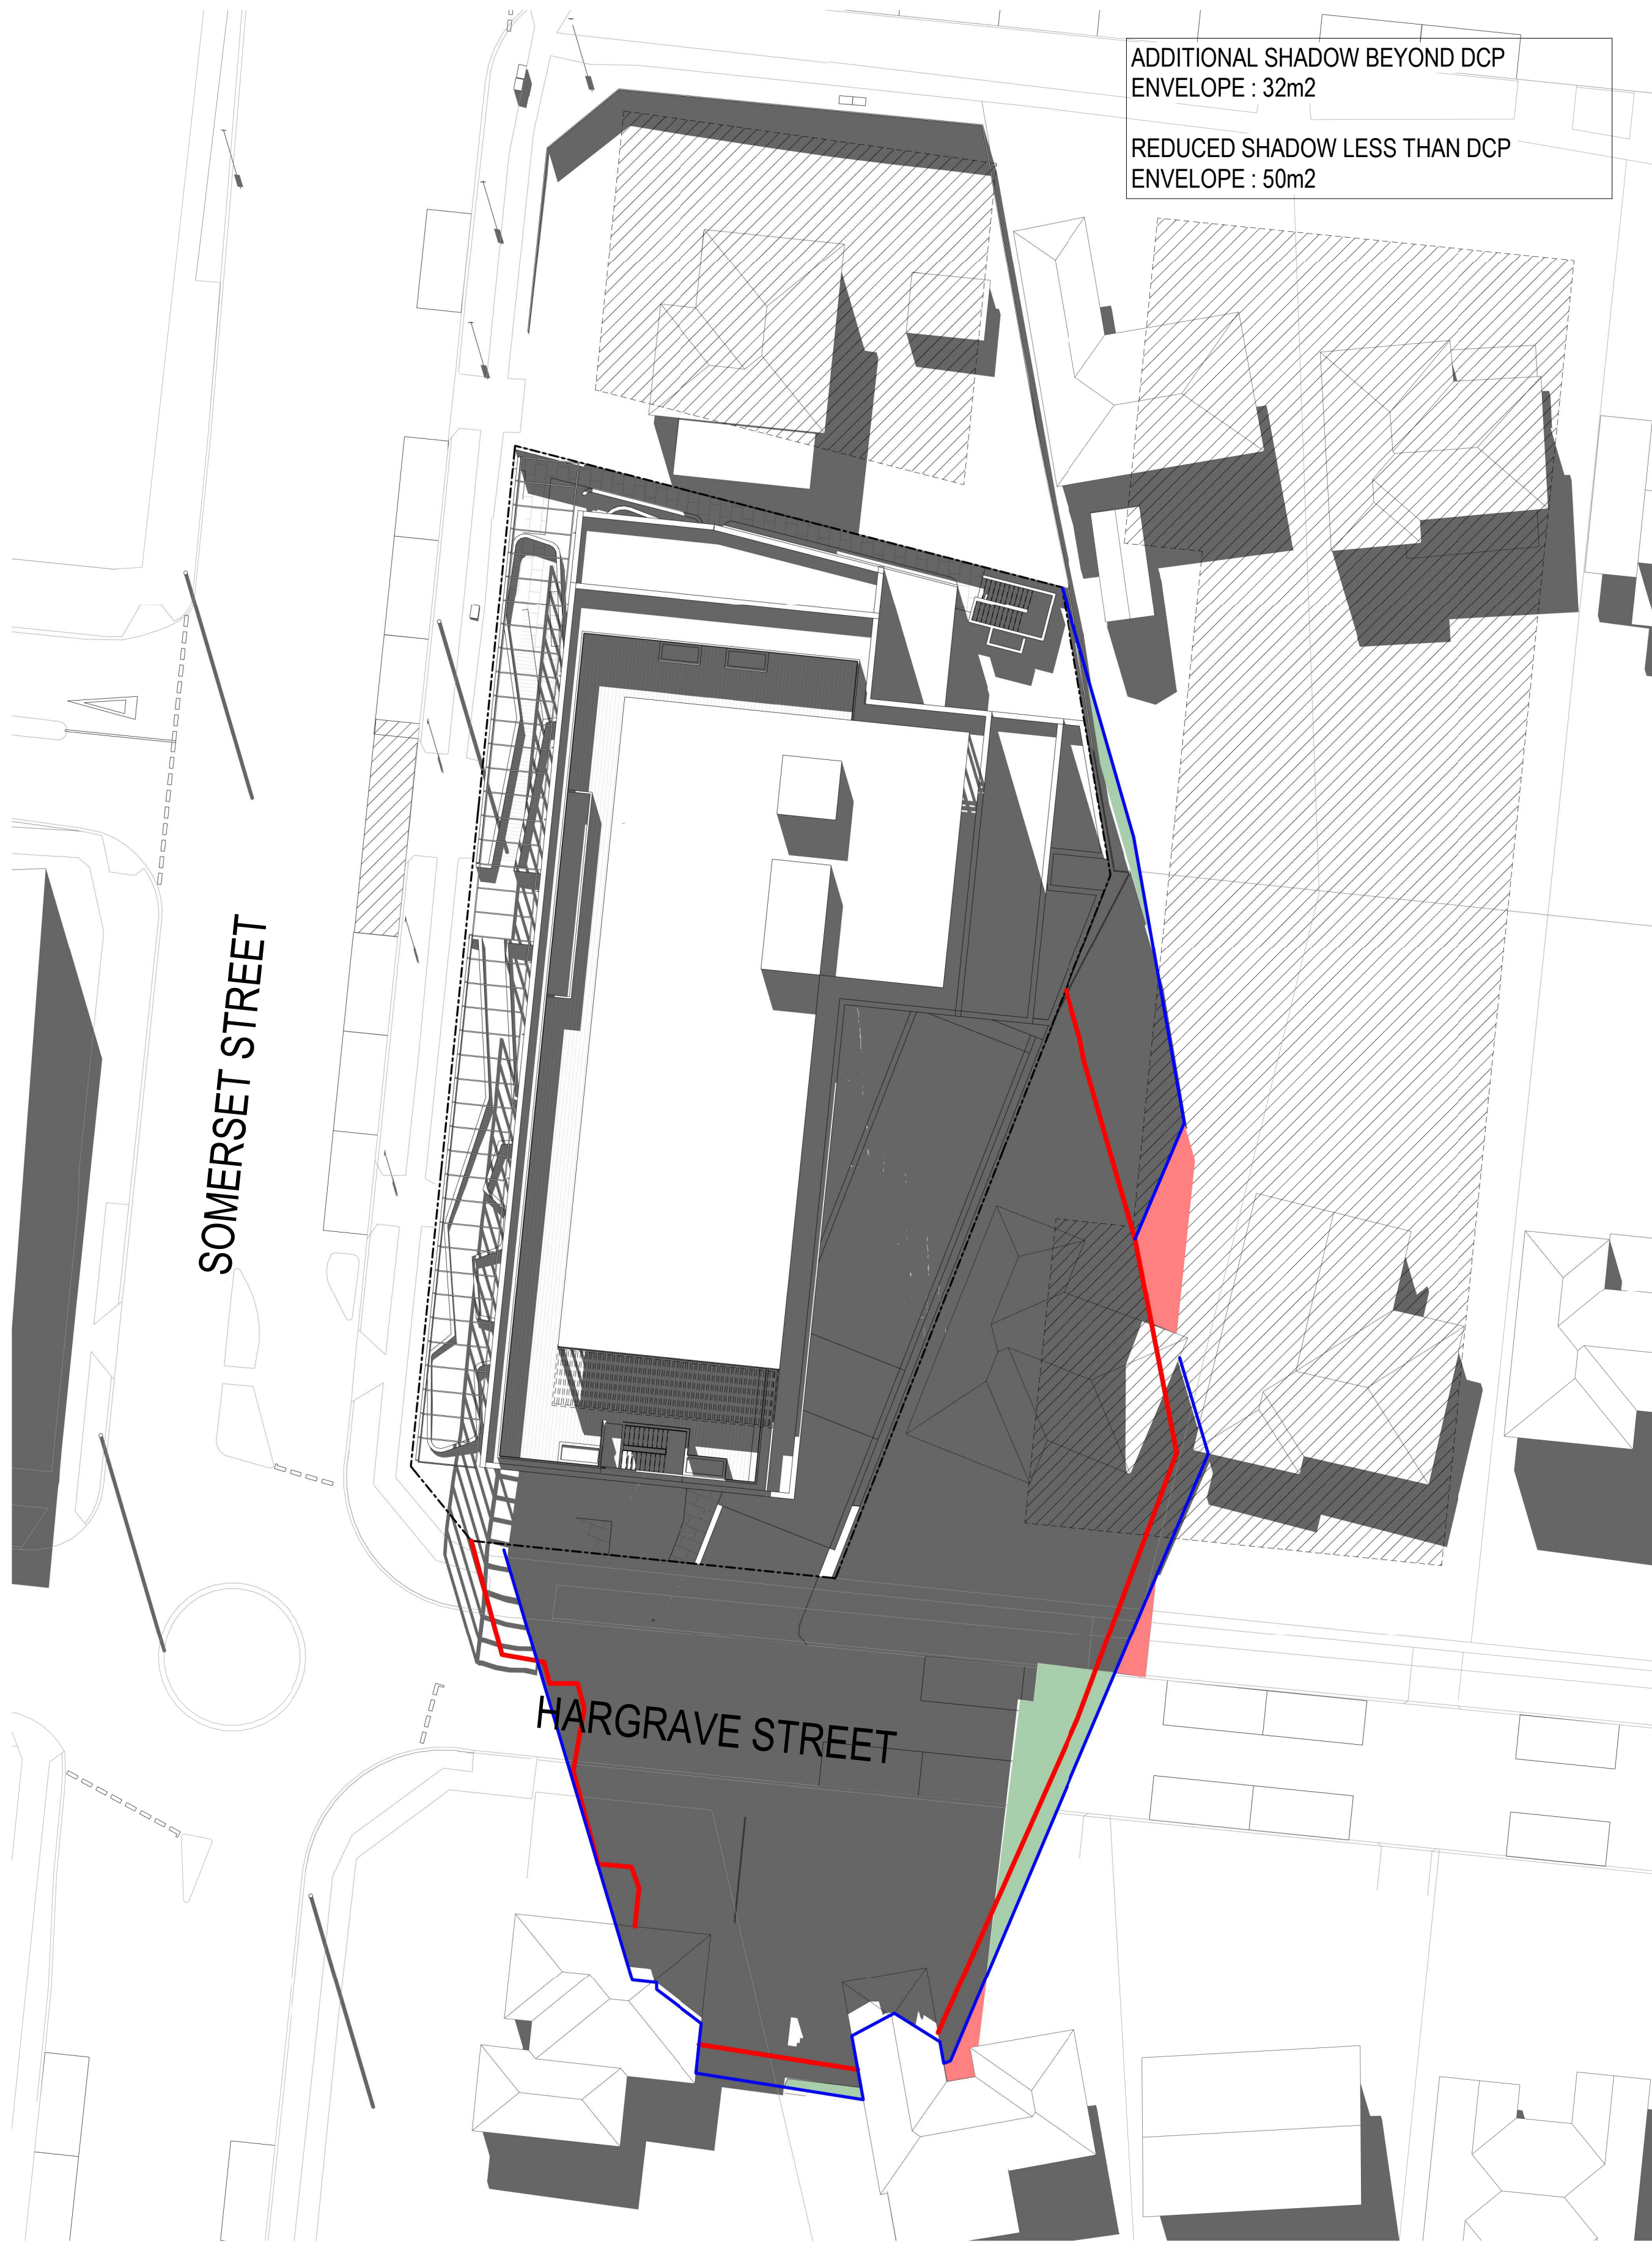 ADDITIONAL SHADOW BEYOND DCP
ENVELOPE : 32m2
REDUCED SHADOW LESS THAN DCP
ENVELOPE : 50m2
SOMERSET STREET
HARGRAVE STREET